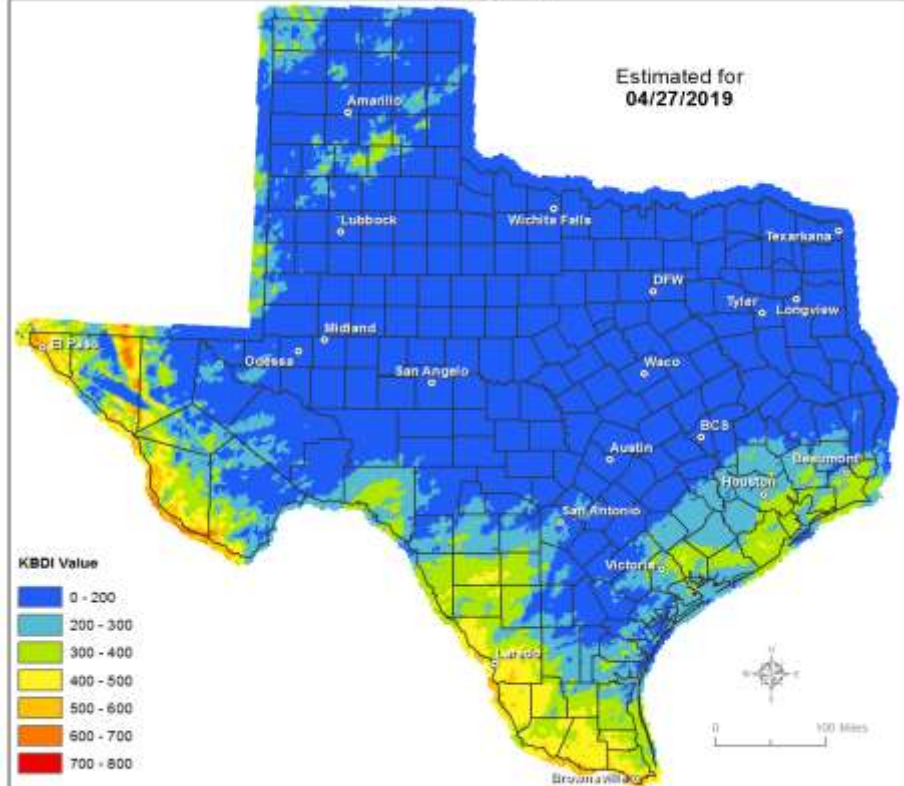 Estimated for
04/27/2019
Amarillo
Lubbock
Wichita Falls
Texarkana
DFW
Tyler
Longview
Midland
El Paso
Odessa
San Angelo
Waco
BCS
Austin
Beaumont
Houston
San Antonio
Victoria
Laredo
Brownsville
KBDI Value
0 - 200
200 - 300
300 - 400
400 - 500
500 - 600
600 - 700
700 - 800
N
W
E
S
0
100 Miles